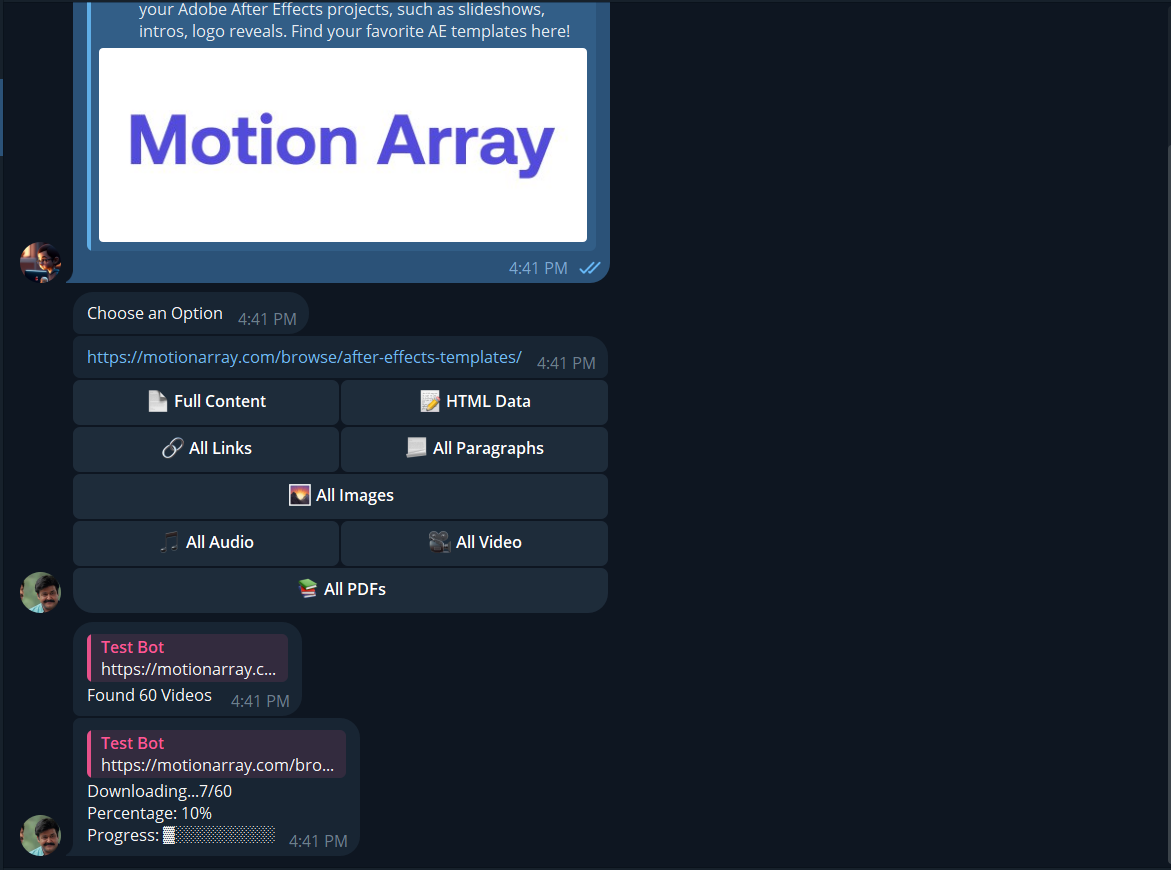 your Adobe After Effects projects, such as slideshows,
intros, logo reveals. Find your favorite AE templates here!
Motion Array
4:41 PM
Choose an Option 4:41 PM
https://motionarray.com/browse/after-effects-templates/ 4:41 PM
Full Content HTML Data
All Links All Paragraphs
All Images
All Audio All Video
All PDFs
Test Bot
https://motionarray.c...
Found 60 Videos 4:41 PM
Test Bot
https://motionarray.com/bro...
Downloading...7/60
Percentage: 10%
Progress: ▓░░░░░░░░░ 4:41 PM